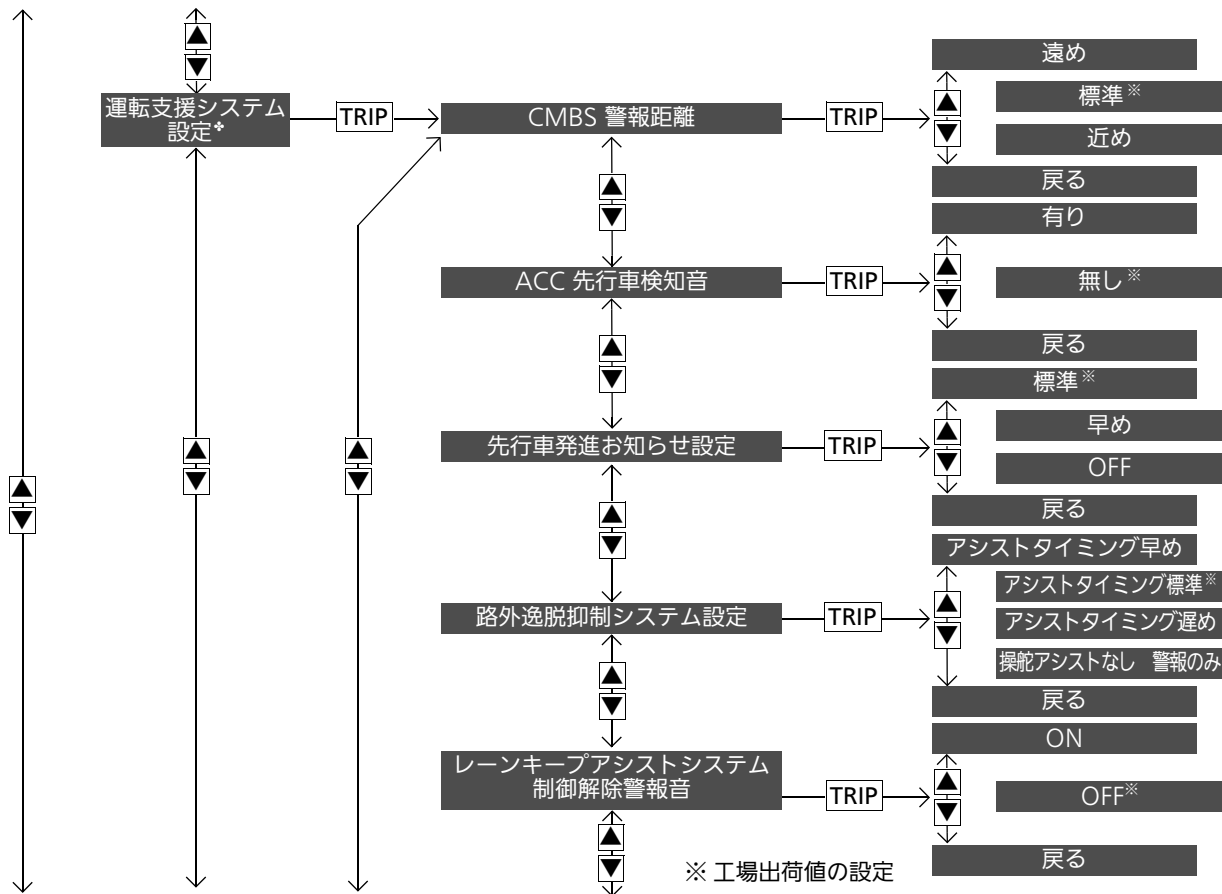 遠め
標準※
近め
戻る
運転支援システム
設定✤
TRIP
CMBS 警報距離
TRIP
有り
無し※
戻る
ACC 先行車検知音
TRIP
標準※
早め
OFF
戻る
先行車発進お知らせ設定
TRIP
アシストタイミング早め
アシストタイミング標準※
アシストタイミング遅め
操舵アシストなし　警報のみ
戻る
路外逸脱抑制システム設定
TRIP
ON
OFF※
戻る
レーンキープアシストシステム
制御解除警報音
TRIP
※ 工場出荷値の設定